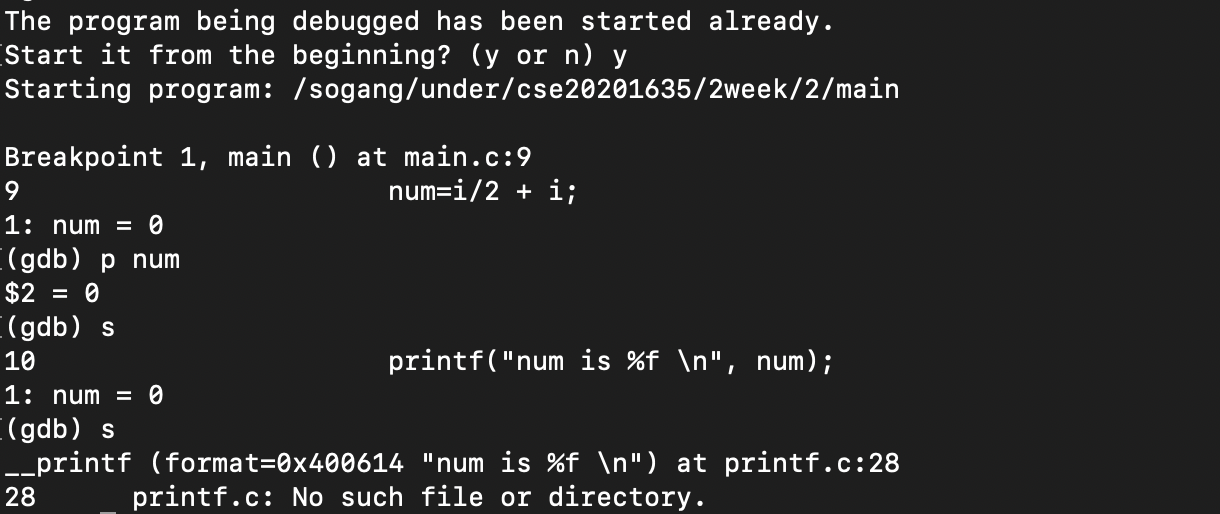 The program being debugged has been started already.
Start it from the beginning? (y or n) y
Starting program: /sogang/under/cse20201635/2week/2/main
Breakpoint 1, main () at main.c:9
9                       num=i/2 + i;
1: num = 0
(gdb) p num
$2 = 0
(gdb) s
10                      printf("num is %f \n", num);
1: num = 0
(gdb) s
__printf (format=0x400614 "num is %f \n") at printf.c:28
28      printf.c: No such file or directory.